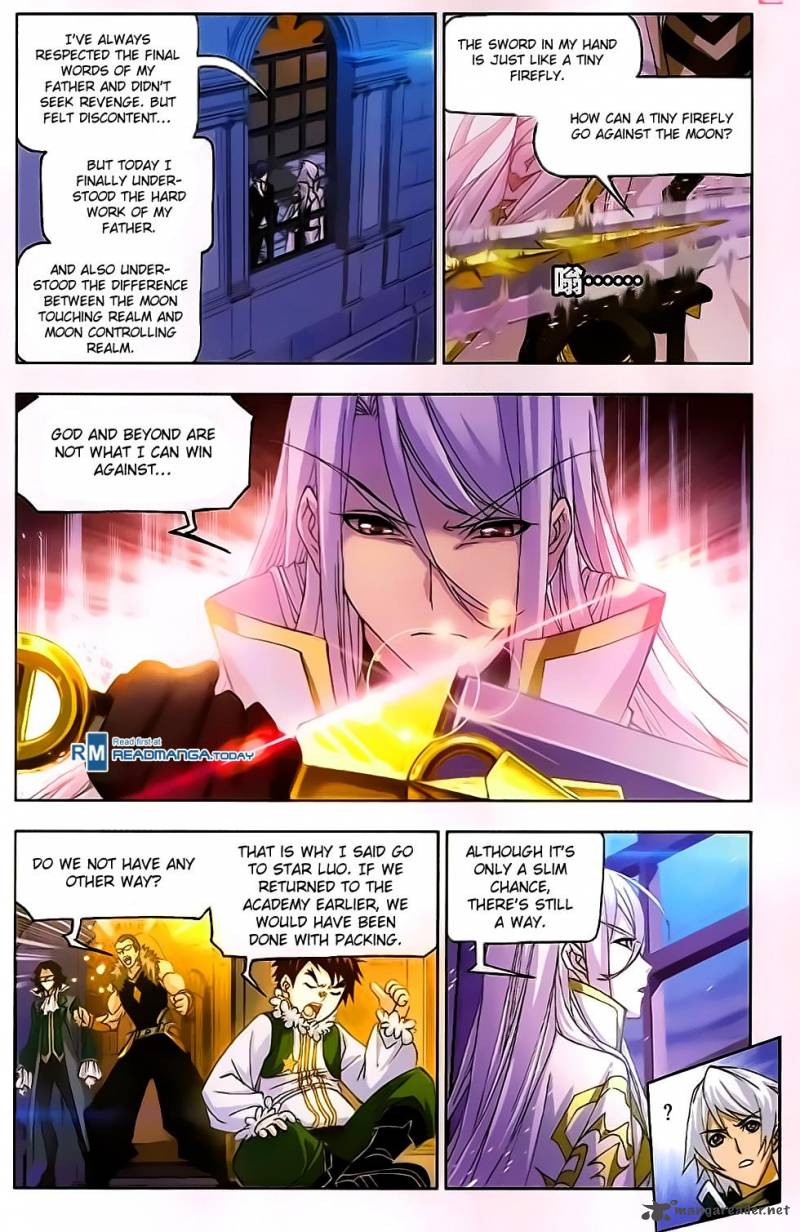 I'VE ALWAYS
RESPECTED THE FINAL
WORDS OF MY
FATHER AND DIDN'T
SEEK REVENGE. BUT
FELT DISCONTENT...
BUT TODAY I
FINALLY UNDER-
STOOD THE HARD
WORK OF MY
FATHER.
AND ALSO UNDER-
STOOD THE DIFFERENCE
BETWEEN THE MOON
TOUCHING REALM AND
MOON CONTROLLING
REALM.
THE SWORD IN MY HAND
IS JUST LIKE A TINY
FIREFLY.
HOW CAN A TINY FIREFLY
GO AGAINST THE MOON?
嗡……
GOD AND BEYOND ARE
NOT WHAT I CAN WIN
AGAINST...
RM
Read first at
READMANGA.TODAY
DO WE NOT HAVE ANY
OTHER WAY?
THAT IS WHY I SAID GO
TO STAR LUO. IF WE
RETURNED TO THE
ACADEMY EARLIER, WE
WOULD HAVE BEEN
DONE WITH PACKING.
ALTHOUGH IT'S
ONLY A SLIM
CHANCE,
THERE'S STILL
A WAY.
?
mangareader.net